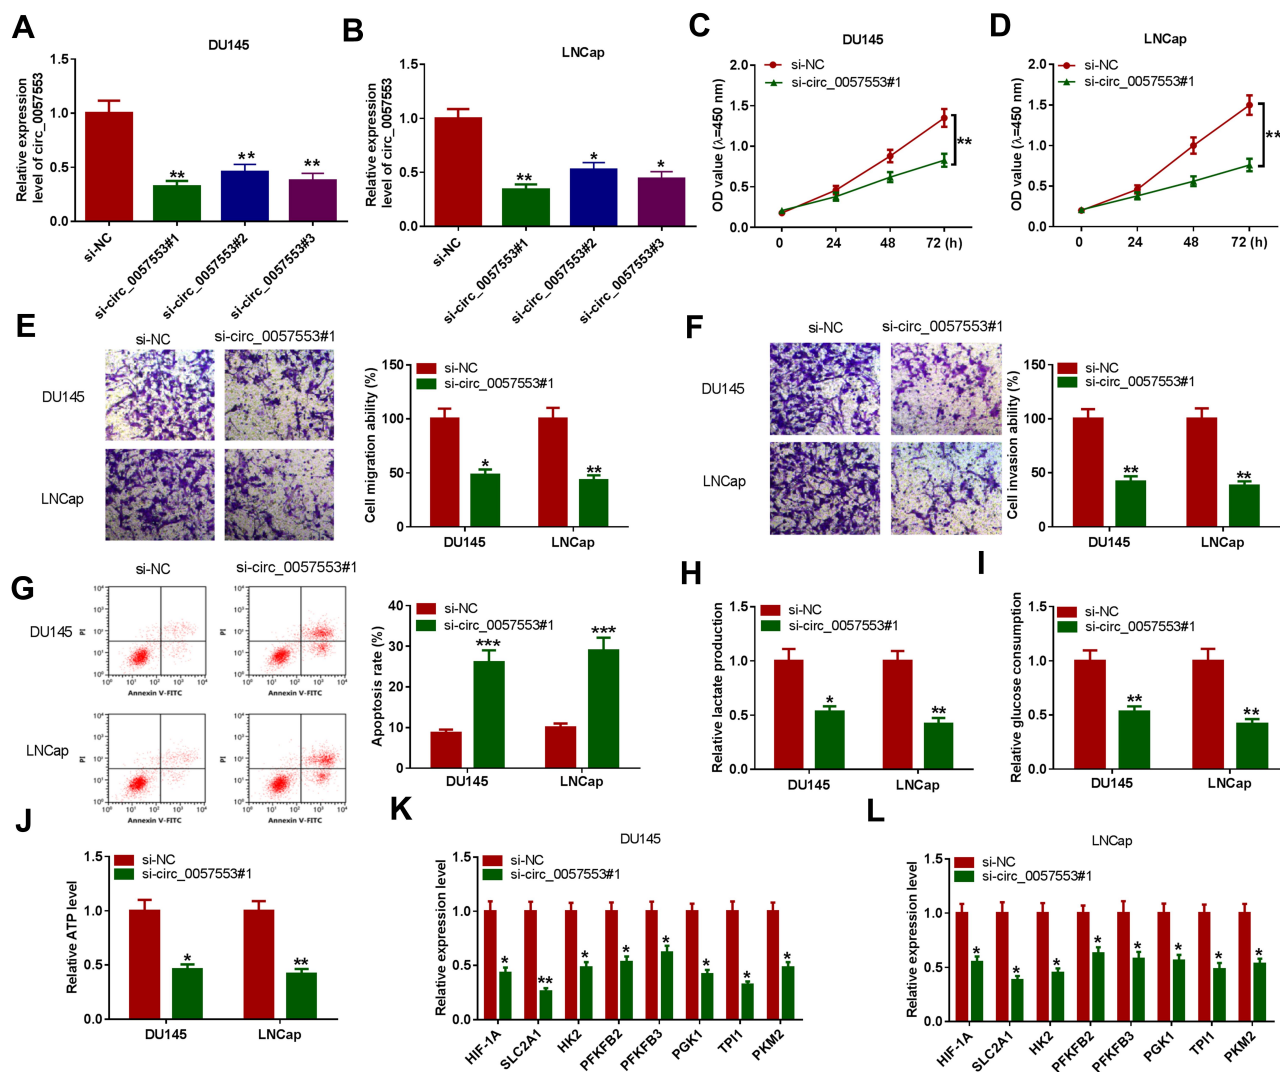 A
DU145
Relative expression
level of circ_0057553
1.5
1.0
0.5
0.0
**
**
**
si-NC
si-circ_0057553#1
si-circ_0057553#2
si-circ_0057553#3
B
LNCap
Relative expression
level of circ_0057553
1.5
1.0
0.5
0.0
**
*
*
si-NC
si-circ_0057553#1
si-circ_0057553#2
si-circ_0057553#3
C
DU145
OD value (λ=450 nm)
2.0
1.5
1.0
0.5
0.0
si-NC
si-circ_0057553#1
**
0 24 48 72 (h)
D
LNCap
OD value (λ=450 nm)
2.0
1.5
1.0
0.5
0.0
si-NC
si-circ_0057553#1
**
0 24 48 72 (h)
E
si-NC si-circ_0057553#1
DU145
LNCap
Cell migration ability (%)
150
100
50
0
si-NC
si-circ_0057553#1
*
**
DU145 LNCap
F
si-NC si-circ_0057553#1
DU145
LNCap
Cell invasion ability (%)
150
100
50
0
si-NC
si-circ_0057553#1
**
**
DU145 LNCap
G
si-NC si-circ_0057553#1
DU145
LNCap
PI
Annexin V-FITC
PI
Annexin V-FITC
PI
Annexin V-FITC
PI
Annexin V-FITC
Apoptosis rate (%)
40
30
20
10
0
si-NC
si-circ_0057553#1
***
***
DU145 LNCap
H
Relative lactate production
1.5
1.0
0.5
0.0
si-NC
si-circ_0057553#1
*
**
DU145 LNCap
I
Relative glucose consumption
1.5
1.0
0.5
0.0
si-NC
si-circ_0057553#1
**
**
DU145 LNCap
J
Relative ATP level
1.5
1.0
0.5
0.0
si-NC
si-circ_0057553#1
*
**
DU145 LNCap
K
DU145
Relative expression level
1.5
1.0
0.5
0.0
si-NC
si-circ_0057553#1
* ** * * * * * *
HIF-1A
SLC2A1
HK2
PFKFB2
PFKFB3
PGK1
TPI1
PKM2
L
LNCap
Relative expression level
1.5
1.0
0.5
0.0
si-NC
si-circ_0057553#1
* * * * * * * *
HIF-1A
SLC2A1
HK2
PFKFB2
PFKFB3
PGK1
TPI1
PKM2